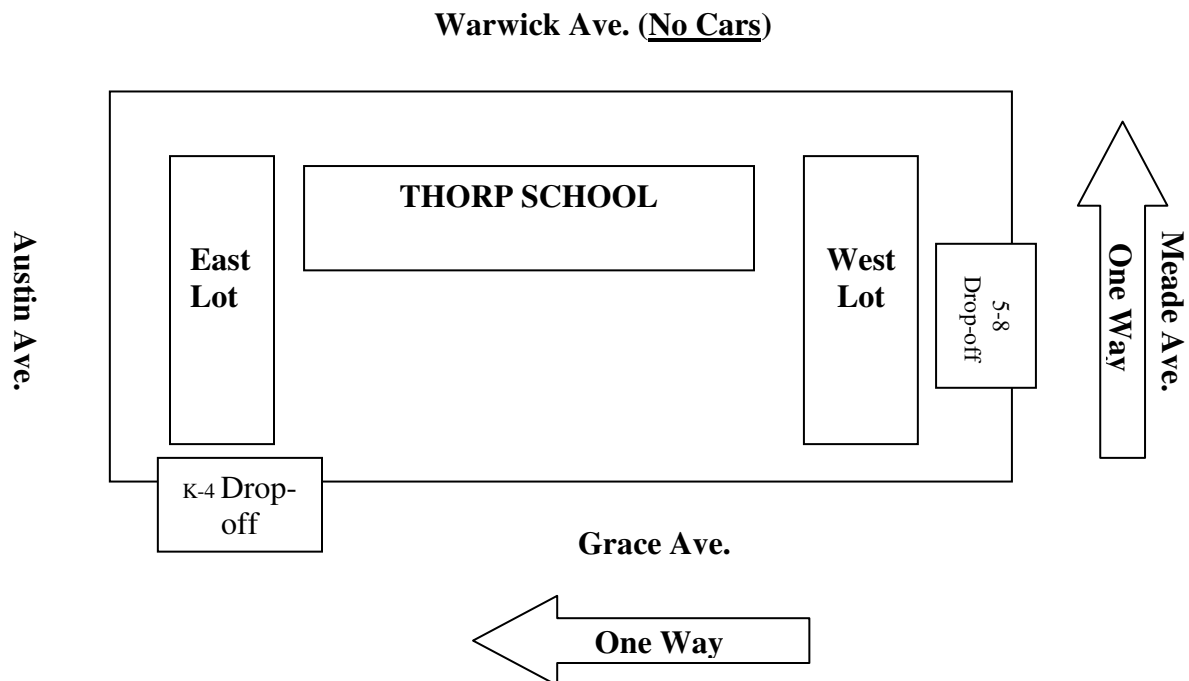 Warwick Ave. (No Cars)
THORP SCHOOL
Austin Ave.
East
Lot
West
Lot
5-8
Drop-off
One Way
Meade Ave.
K-4 Drop-
off
Grace Ave.
One Way